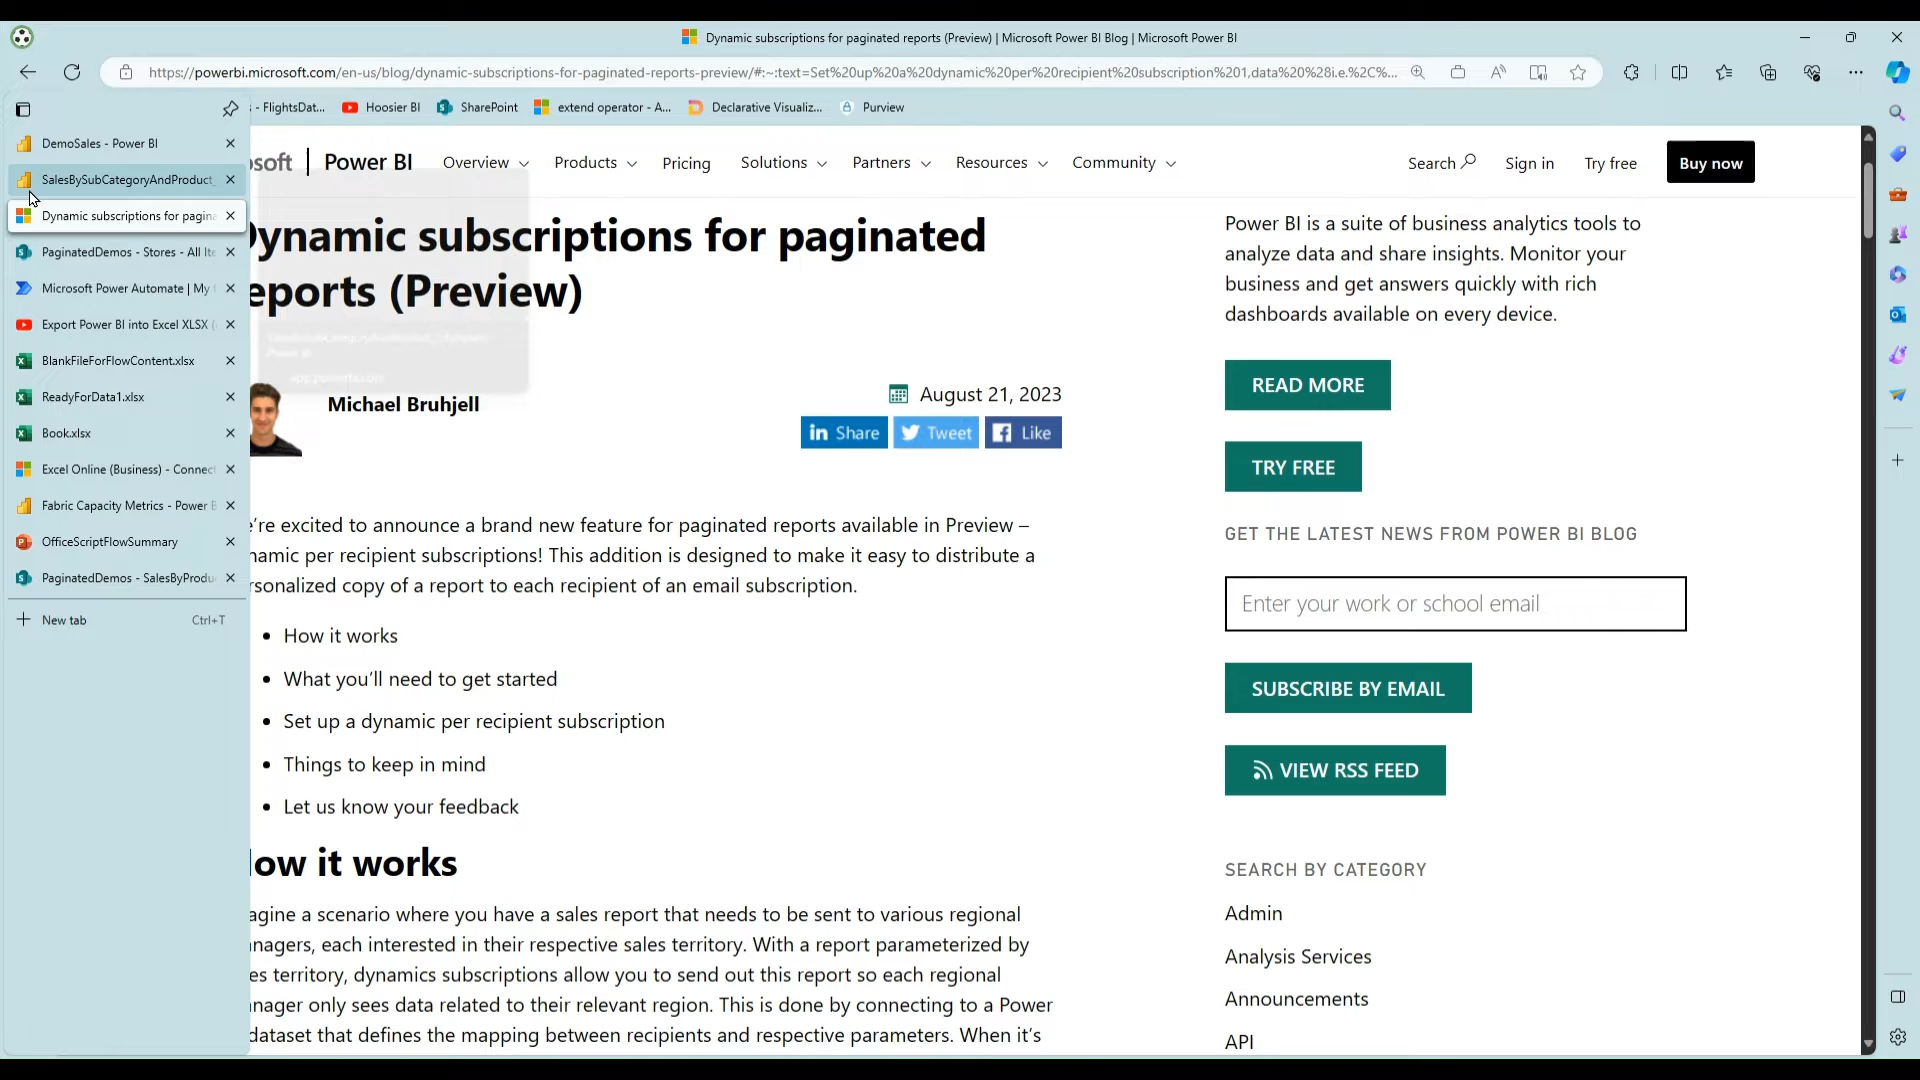 Dynamic subscriptions for paginated reports (Preview) | Microsoft Power BI Blog | Microsoft Power BI
https://powerbi.microsoft.com/en-us/blog/dynamic-subscriptions-for-paginated-reports-preview/#:~:text=Set%20up%20a%20dynamic%20per%20recipient%20subscription%201,data%20%28i.e.%2C%...
- FlightsDat...
Hoosier BI
SharePoint
extend operator - A...
Declarative Visualiz...
Purview
DemoSales - Power BI
SalesBySubCategoryAndProduct_
Dynamic subscriptions for pagina
PaginatedDemos - Stores - All Ite
Microsoft Power Automate | My
Export Power BI into Excel XLSX (
BlankFileForFlowContent.xlsx
ReadyForData1.xlsx
Book.xlsx
Excel Online (Business) - Connect
Fabric Capacity Metrics - Power B
OfficeScriptFlowSummary
PaginatedDemos - SalesByProdu
New tab Ctrl+T
soft Power BI Overview Products Pricing Solutions Partners Resources Community Search Sign in Try free Buy now
ynamic subscriptions for paginated
eports (Preview)
Michael Bruhjell
August 21, 2023
in Share Tweet Like
e're excited to announce a brand new feature for paginated reports available in Preview –
namic per recipient subscriptions! This addition is designed to make it easy to distribute a
rsonalized copy of a report to each recipient of an email subscription.
• How it works
• What you'll need to get started
• Set up a dynamic per recipient subscription
• Things to keep in mind
• Let us know your feedback
ow it works
agine a scenario where you have a sales report that needs to be sent to various regional
nagers, each interested in their respective sales territory. With a report parameterized by
es territory, dynamics subscriptions allow you to send out this report so each regional
nager only sees data related to their relevant region. This is done by connecting to a Power
dataset that defines the mapping between recipients and respective parameters. When it's
Power BI is a suite of business analytics tools to
analyze data and share insights. Monitor your
business and get answers quickly with rich
dashboards available on every device.
READ MORE
TRY FREE
GET THE LATEST NEWS FROM POWER BI BLOG
Enter your work or school email
SUBSCRIBE BY EMAIL
VIEW RSS FEED
SEARCH BY CATEGORY
Admin
Analysis Services
Announcements
API